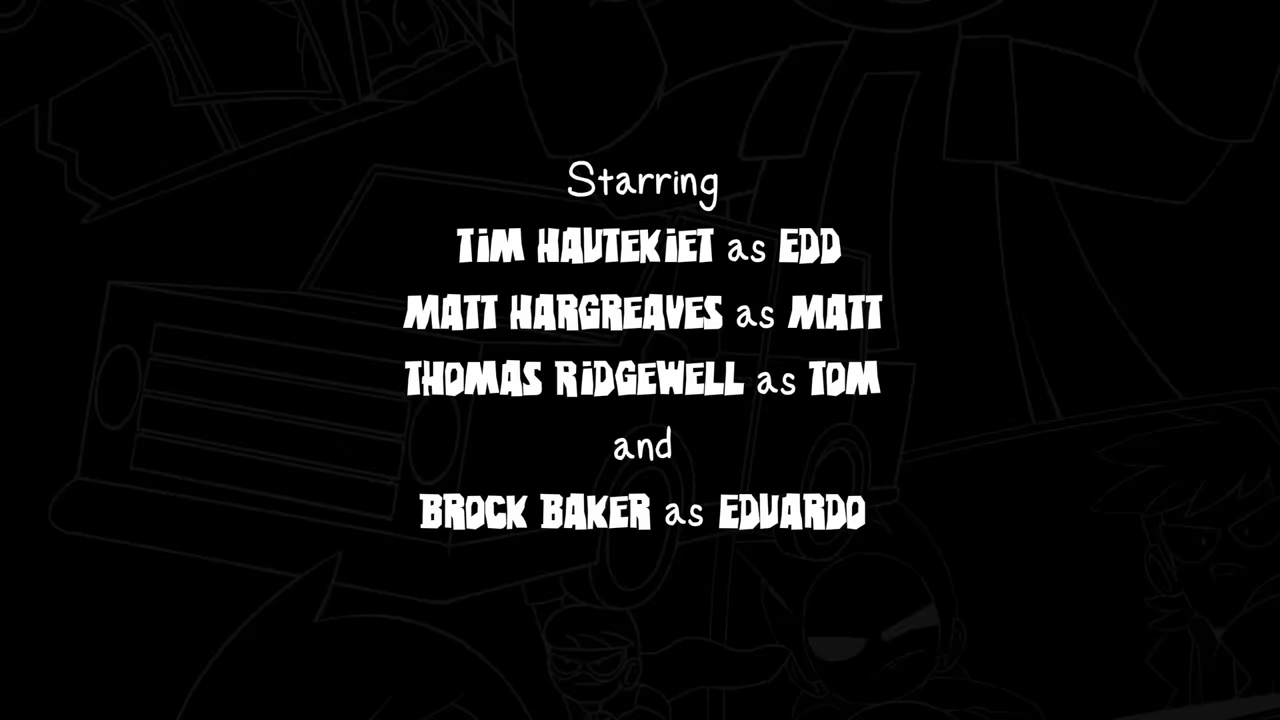 Starring
TiM HAUTEKiET as EDD
MATT HARGREAVES as MATT
THOMAS RiDGEWELL as TOM
and
BROCK BAKER as EDUARDO